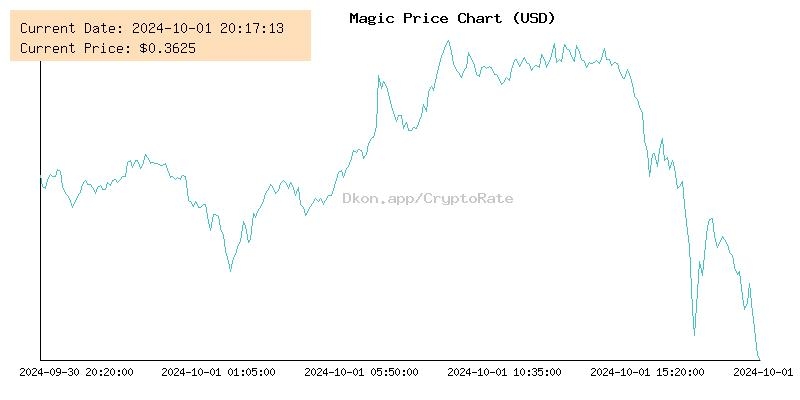 Magic Price Chart (USD)
Current Date: 2024-10-01 20:17:13
Current Price: $0.3625
Dkon.app/CryptoRate
2024-09-30 20:20:00 2024-10-01 01:05:00 2024-10-01 05:50:00 2024-10-01 10:35:00 2024-10-01 15:20:00 2024-10-01